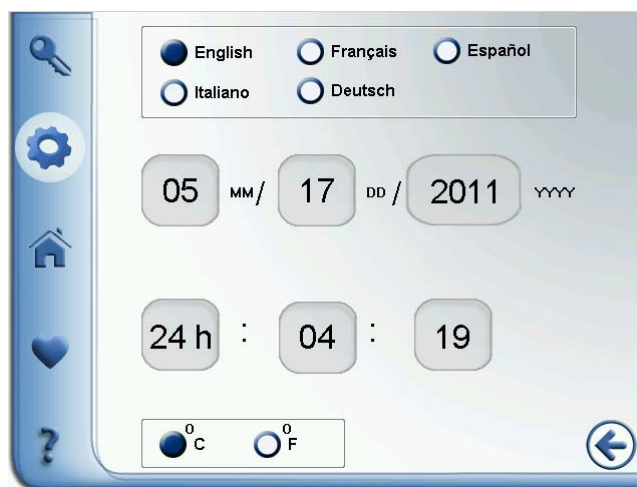 English Français Español
Italiano Deutsch
05 MM/ 17 DD / 2011 YYYY
24 h : 04 : 19
°C °F
?